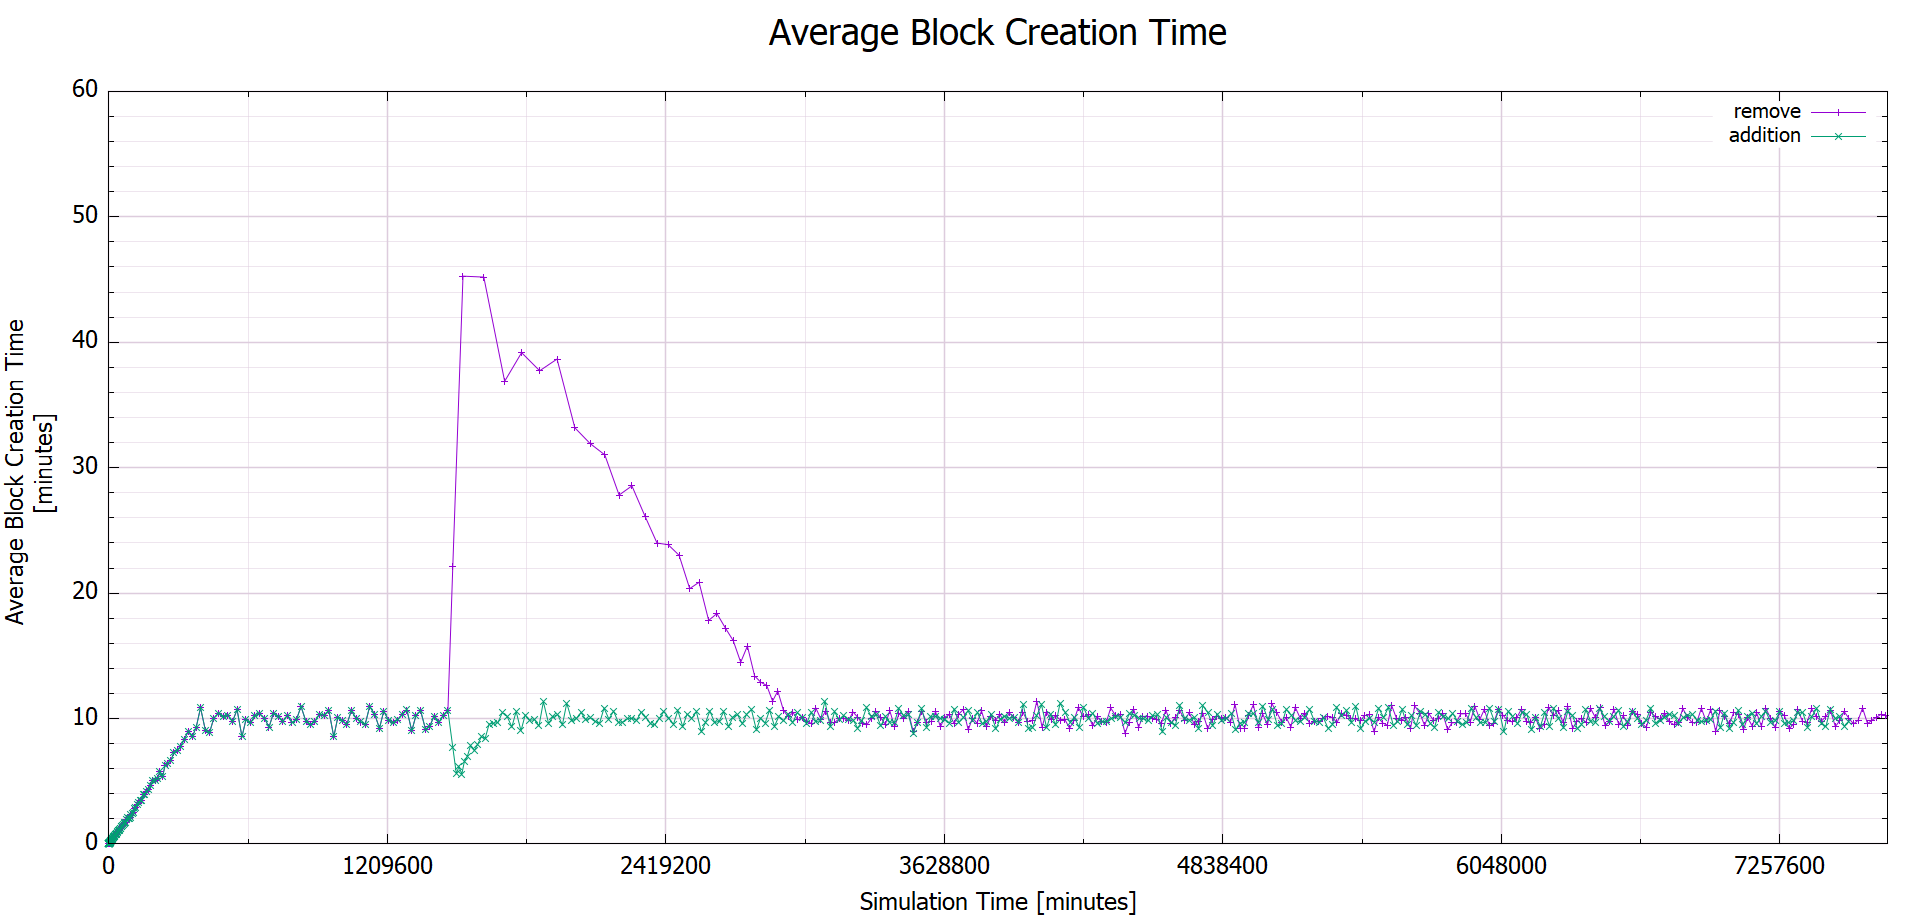 Average Block Creation Time
remove
addition
60
50
40
30
20
10
0
Average Block Creation Time
[minutes]
0 1209600 2419200 3628800 4838400 6048000 7257600
Simulation Time [minutes]